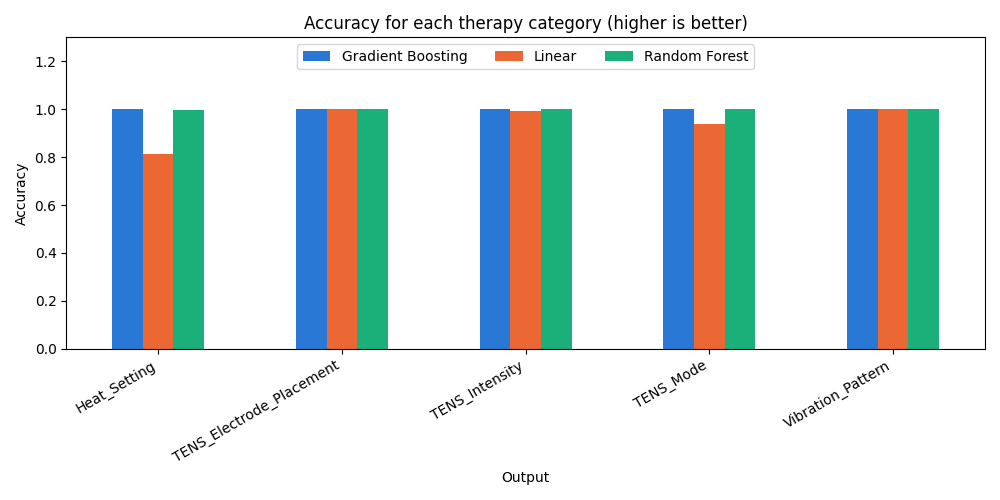 Accuracy for each therapy category (higher is better)
Gradient Boosting Linear Random Forest
1.2
1.0
0.8
0.6
0.4
0.2
0.0
Accuracy
Heat_Setting
TENS_Electrode_Placement
TENS_Intensity
TENS_Mode
Vibration_Pattern
Output